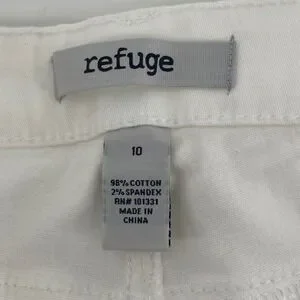 refuge
10
98% COTTON
2% SPANDEX
RN# 101331
MADE IN
CHINA